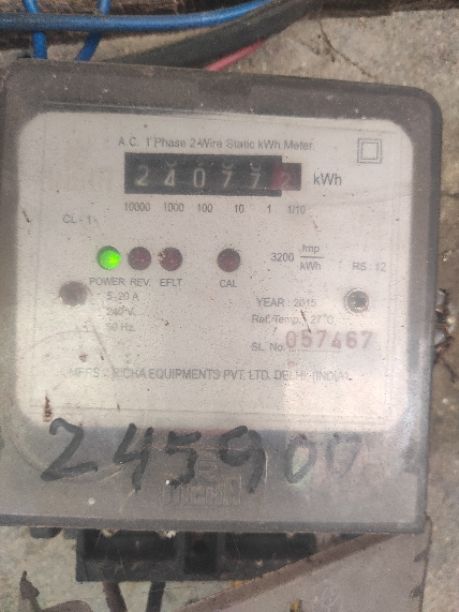 A.C. 1 Phase 2-Wire Static kWh Meter
240772 kWh
10000 1000 100 10 1 1/10
CL - 1
3200 Imp/kWh RS : 12
POWER REV. EFLT CAL
5-20 A
240 V
50 Hz
YEAR : 2015
Ref. Temp. : 27°C
SL. No. 057467
MFRS. : RICHA EQUIPMENTS PVT. LTD. DELHI (INDIA)
245900